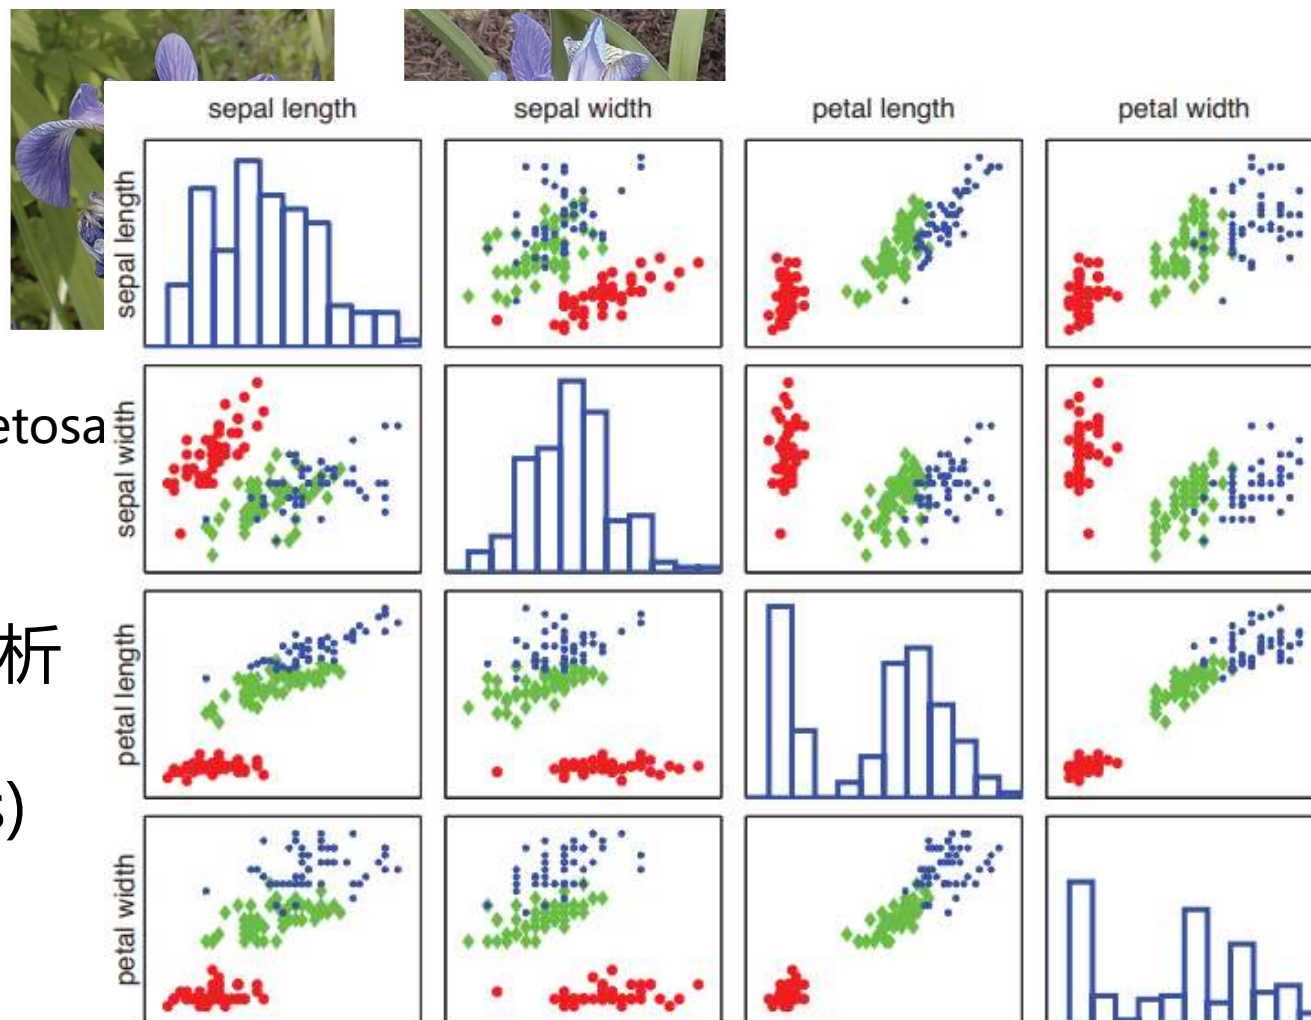 sepal length sepal width petal length petal width
sepal length
etosa
sepal width
析
petal length
s)
petal width